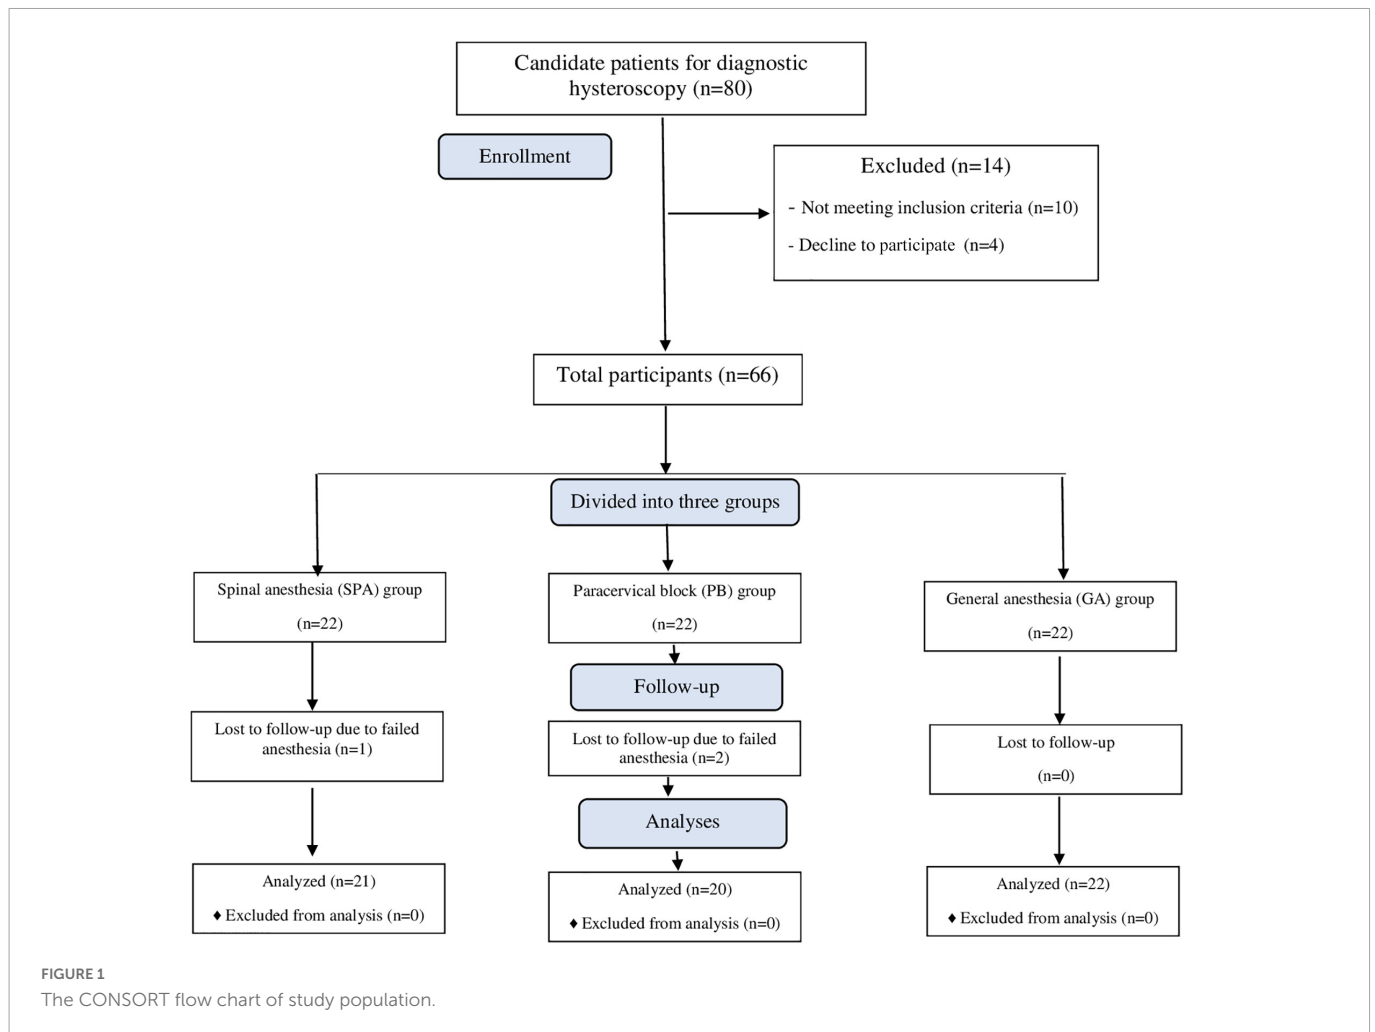 Candidate patients for diagnostic
hysteroscopy (n=80)
Enrollment
Excluded (n=14)
- Not meeting inclusion criteria (n=10)
- Decline to participate (n=4)
Total participants (n=66)
Divided into three groups
Spinal anesthesia (SPA) group
(n=22)
Paracervical block (PB) group
(n=22)
General anesthesia (GA) group
(n=22)
Follow-up
Lost to follow-up due to failed
anesthesia (n=1)
Lost to follow-up due to failed
anesthesia (n=2)
Lost to follow-up
(n=0)
Analyses
Analyzed (n=21)
♦ Excluded from analysis (n=0)
Analyzed (n=20)
♦ Excluded from analysis (n=0)
Analyzed (n=22)
♦ Excluded from analysis (n=0)
FIGURE 1
The CONSORT flow chart of study population.